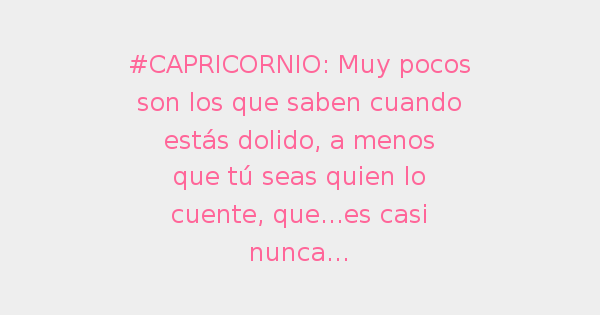 #CAPRICORNIO: Muy pocos
son los que saben cuando
estás dolido, a menos
que tú seas quien lo
cuente, que...es casi
nunca...